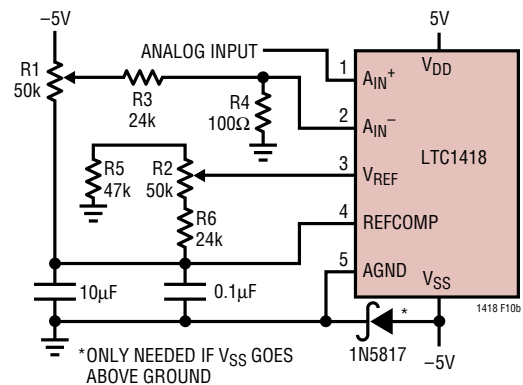 –5V
5V
ANALOG INPUT
R1
50k
R3
24k
R4
100Ω
1
AIN+
VDD
2
AIN–
LTC1418
R5
47k
R2
50k
3
VREF
R6
24k
4
REFCOMP
5
AGND
VSS
1418 F10b
10μF
0.1μF
*
1N5817
–5V
*ONLY NEEDED IF VSS GOES
ABOVE GROUND